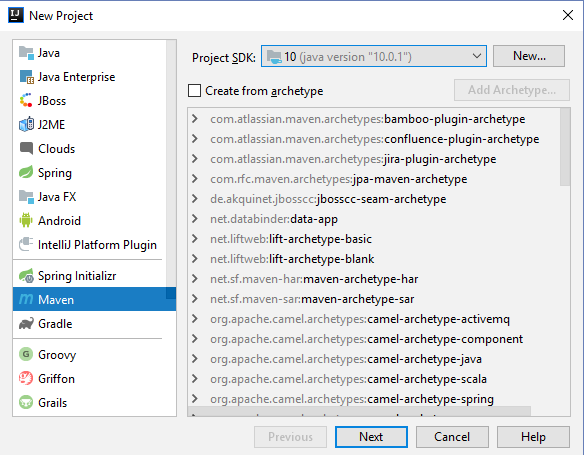 New Project
Java
Java Enterprise
JBoss
J2ME
Clouds
Spring
Java FX
Android
IntelliJ Platform Plugin
Spring Initializr
Maven
Gradle
Groovy
Griffon
Grails
Project SDK: 10 (java version "10.0.1") New...
Create from archetype Add Archetype...
com.atlassian.maven.archetypes:bamboo-plugin-archetype
com.atlassian.maven.archetypes:confluence-plugin-archetype
com.atlassian.maven.archetypes:jira-plugin-archetype
com.rfc.maven.archetypes:jpa-maven-archetype
de.akquinet.jbosscc:jbosscc-seam-archetype
net.databinder:data-app
net.liftweb:lift-archetype-basic
net.liftweb:lift-archetype-blank
net.sf.maven-har:maven-archetype-har
net.sf.maven-sar:maven-archetype-sar
org.apache.camel.archetypes:camel-archetype-activemq
org.apache.camel.archetypes:camel-archetype-component
org.apache.camel.archetypes:camel-archetype-java
org.apache.camel.archetypes:camel-archetype-scala
org.apache.camel.archetypes:camel-archetype-spring
Previous Next Cancel Help